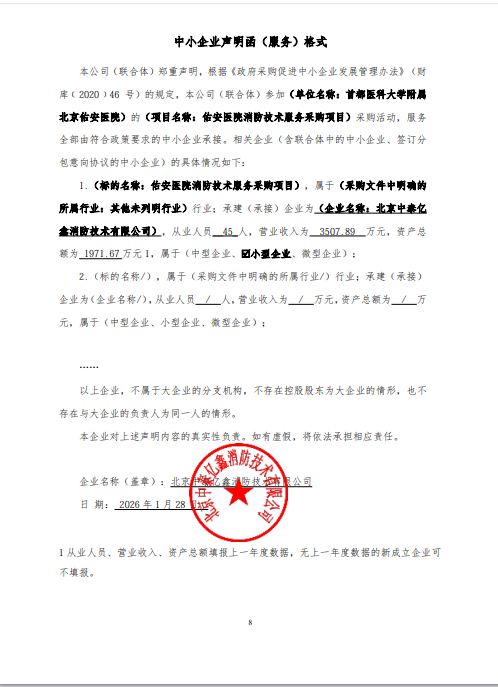 中小企业声明函（服务）格式
本公司（联合体）郑重声明，根据《政府采购促进中小企业发展管理办法》（财
库﹝2020﹞46 号）的规定，本公司（联合体）参加（单位名称：首都医科大学附属
北京佑安医院）的（项目名称：佑安医院消防技术服务采购项目）采购活动，服务
全部由符合政策要求的中小企业承接。相关企业（含联合体中的中小企业、签订分
包意向协议的中小企业）的具体情况如下：
1.（标的名称：佑安医院消防技术服务采购项目），属于（采购文件中明确的
所属行业：其他未列明行业）行业；承建（承接）企业为（企业名称：北京中泰亿
鑫消防技术有限公司），从业人员 45 人，营业收入为 3507.89 万元，资产总
额为 1971.67 万元1，属于（中型企业、☑小型企业、微型企业）；
2.（标的名称/），属于（采购文件中明确的所属行业/）行业；承建（承接）
企业为（企业名称/），从业人员 / 人，营业收入为 / 万元，资产总额为 / 万
元，属于（中型企业、小型企业、微型企业）；
……
以上企业，不属于大企业的分支机构，不存在控股股东为大企业的情形，也不
存在与大企业的负责人为同一人的情形。
本企业对上述声明内容的真实性负责。如有虚假，将依法承担相应责任。
企业名称（盖章）：北京中泰亿鑫消防技术有限公司
日 期： 2026 年 1 月 28 日
北京中泰亿鑫消防技术有限公司
1 从业人员、营业收入、资产总额填报上一年度数据，无上一年度数据的新成立企业可
不填报。
8